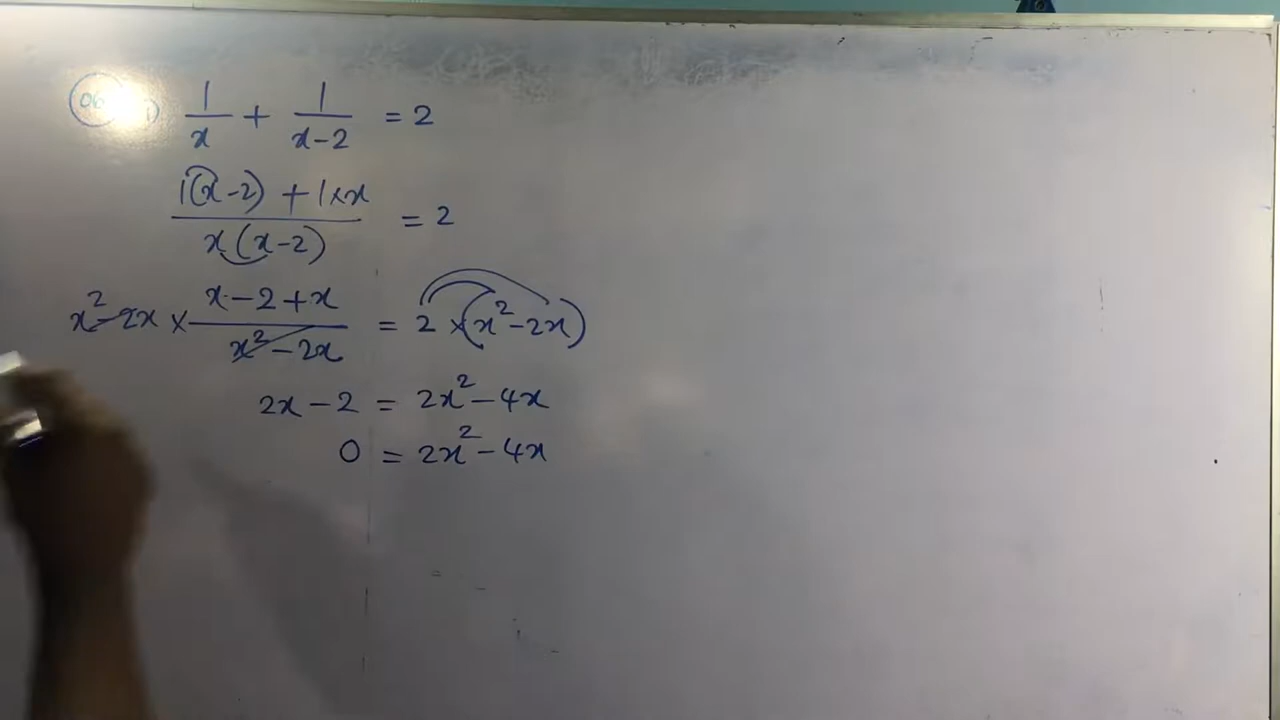 06 i) 1/x + 1/(x-2) = 2
(1(x-2) + 1×x)/(x(x-2)) = 2
x²-2x × (x-2+x)/(x²-2x) = 2×(x²-2x)
2x-2 = 2x²-4x
0 = 2x²-4x